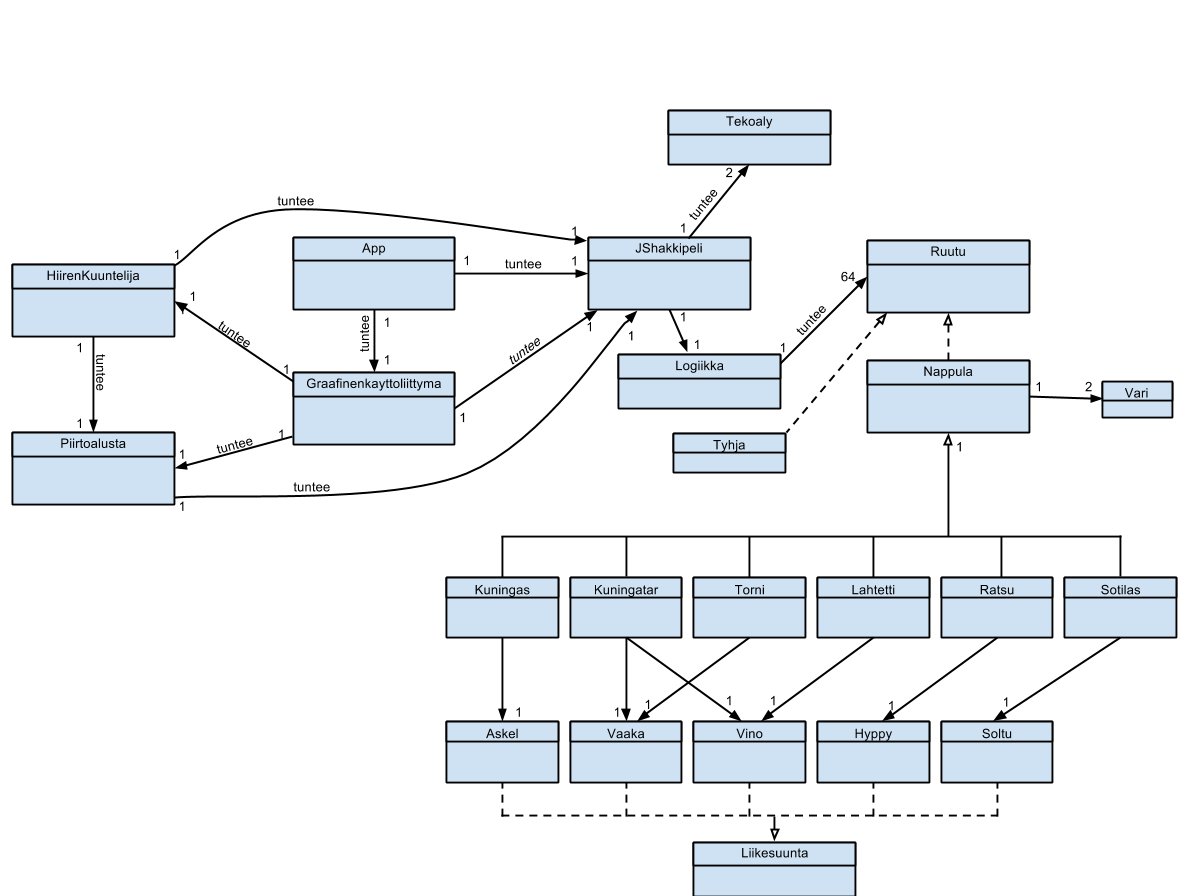 Tekoaly
2
tuntee
1
tuntee
1
1
App
JShakkipeli
Ruutu
HiirenKuuntelija
1
tuntee
1
64
1
tuntee
1
1
1
1
tuntee
1
tuntee
1
tuntee
1
1
1
1
tuntee
1
Logiikka
Nappula
Graafinenkayttoliittyma
1
1
2
Vari
1
1
tuntee
1
Piirtoalusta
tuntee
1
Tyhja
1
1
tuntee
Kuningas
Kuningatar
Torni
Lahtetti
Ratsu
Sotilas
1
1
1
1
1
1
1
Askel
Vaaka
Vino
Hyppy
Soltu
Liikesuunta